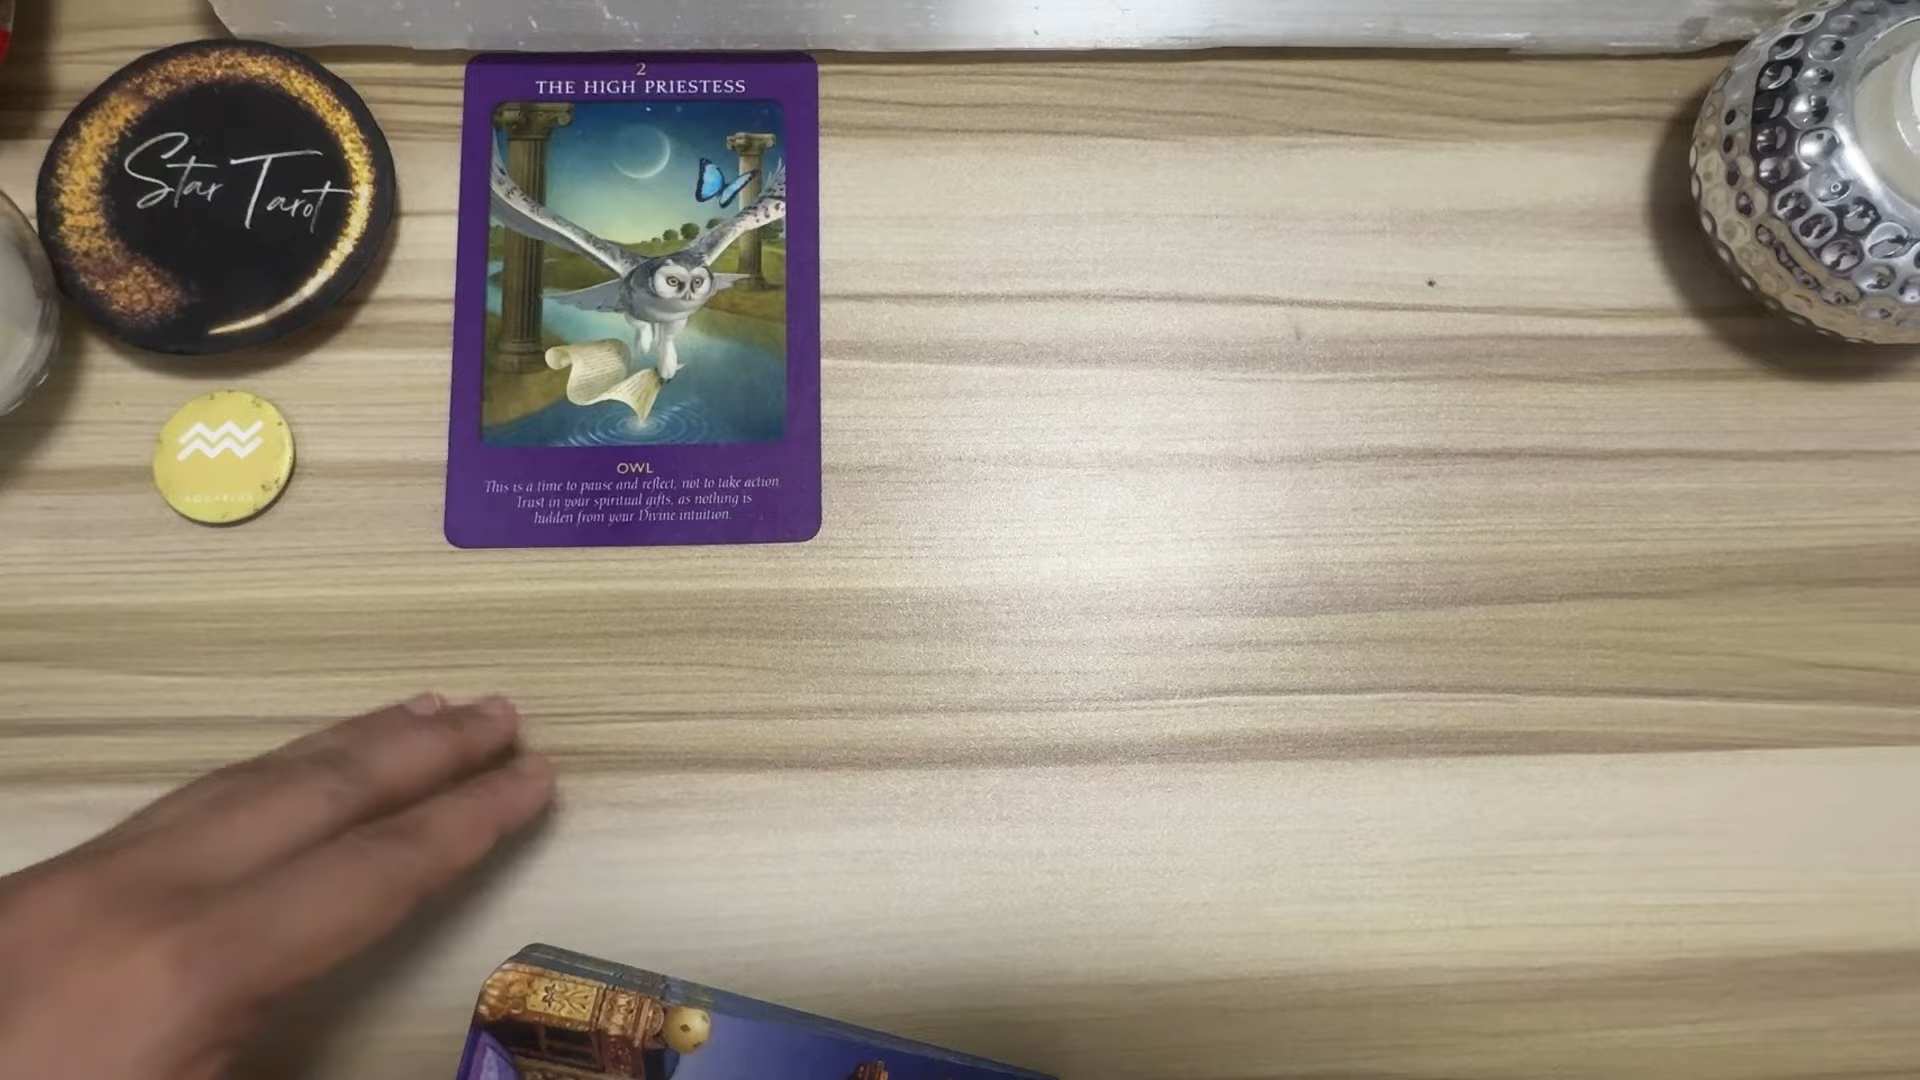 Star Tarot
2
THE HIGH PRIESTESS
AQUARIUS
OWL
This is a time to pause and reflect, not to take action.
Trust in your spiritual gifts, as nothing is
hidden from your Divine intuition.